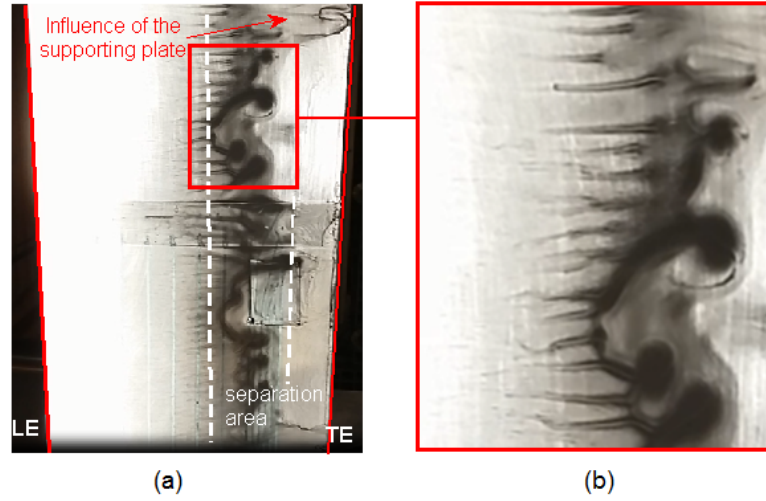 Influence of the
supporting plate
separation
area
LE
TE
(a)
(b)